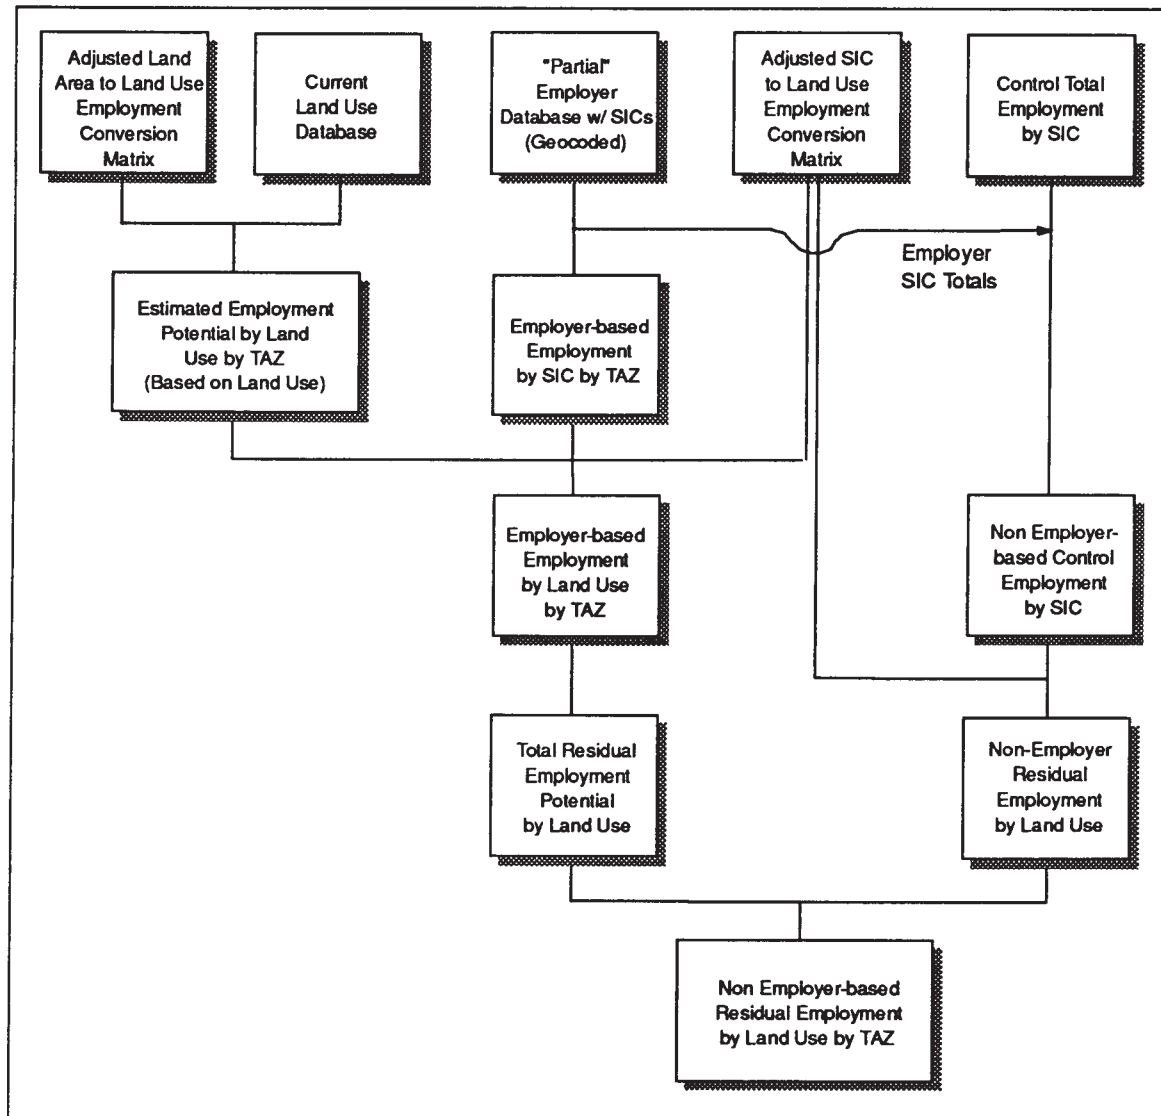 Adjusted Land
Area to Land Use
Employment
Conversion
Matrix
Current
Land Use
Database
"Partial"
Employer
Database w/ SICs
(Geocoded)
Adjusted SIC
to Land Use
Employment
Conversion
Matrix
Control Total
Employment
by SIC
Employer
SIC Totals
Estimated Employment
Potential by Land
Use by TAZ
(Based on Land Use)
Employer-based
Employment
by SIC by TAZ
Employer-based
Employment
by Land Use
by TAZ
Non Employer-
based Control
Employment
by SIC
Total Residual
Employment
Potential
by Land Use
Non-Employer
Residual
Employment
by Land Use
Non Employer-based
Residual Employment
by Land Use by TAZ